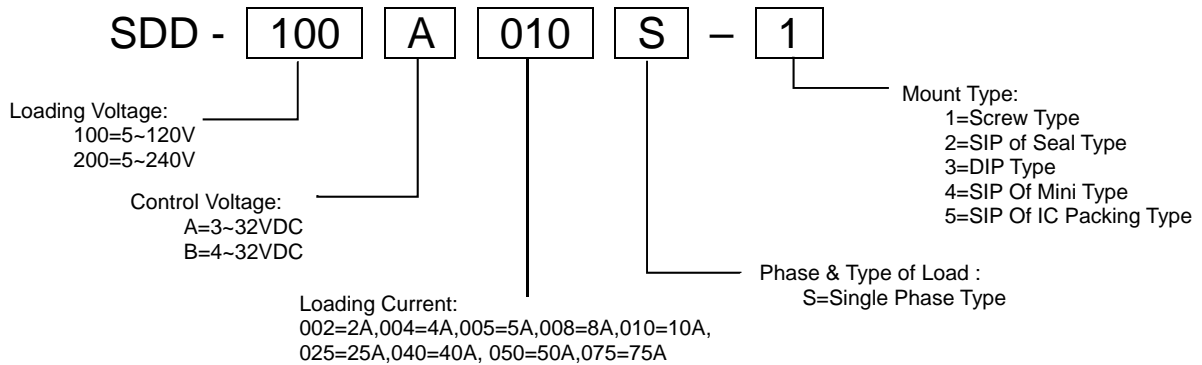 SDD - 100 A 010 S – 1
Loading Voltage:
100=5~120V
200=5~240V
Control Voltage:
A=3~32VDC
B=4~32VDC
Loading Current:
002=2A,004=4A,005=5A,008=8A,010=10A,
025=25A,040=40A, 050=50A,075=75A
Phase & Type of Load :
S=Single Phase Type
Mount Type:
1=Screw Type
2=SIP of Seal Type
3=DIP Type
4=SIP Of Mini Type
5=SIP Of IC Packing Type